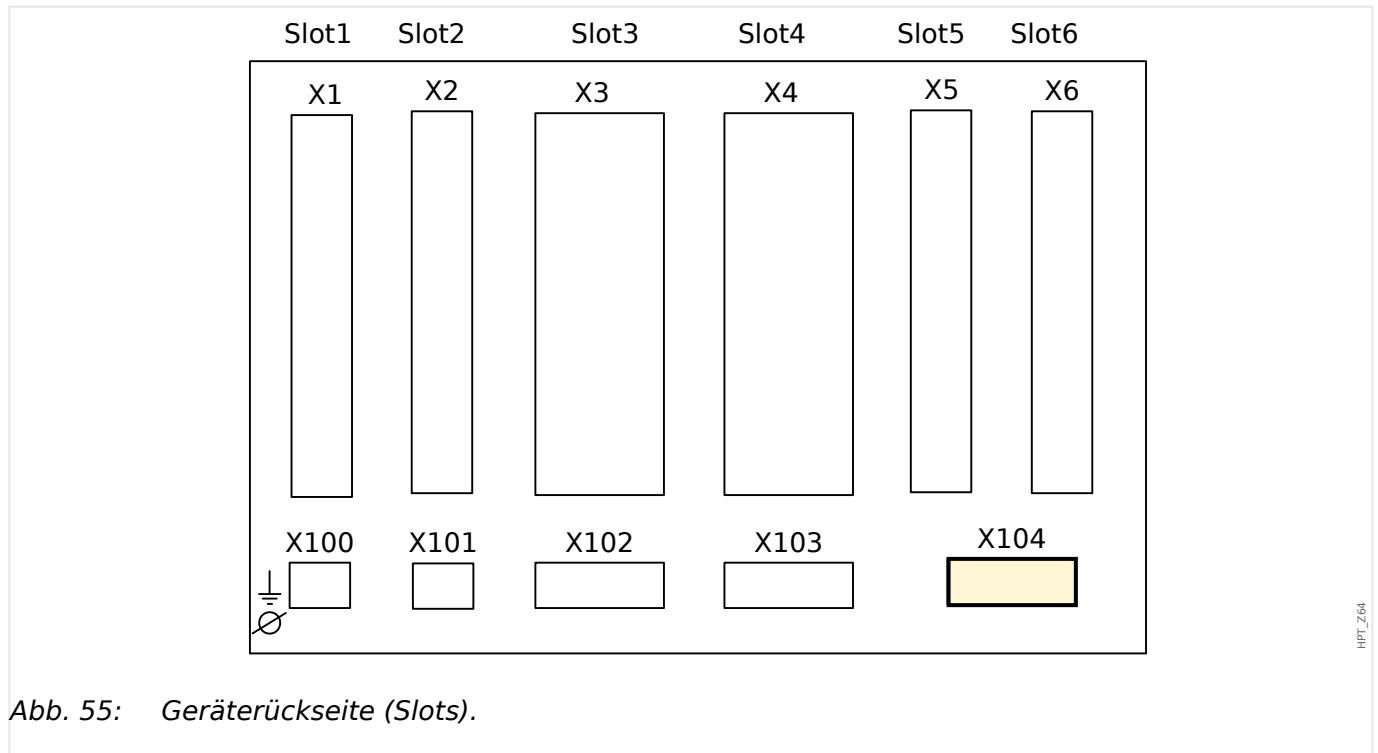 Slot1 Slot2 Slot3 Slot4 Slot5 Slot6
X1 X2 X3 X4 X5 X6
X100 X101 X102 X103 X104
HPT_Z64
Abb. 55: Geräterückseite (Slots).